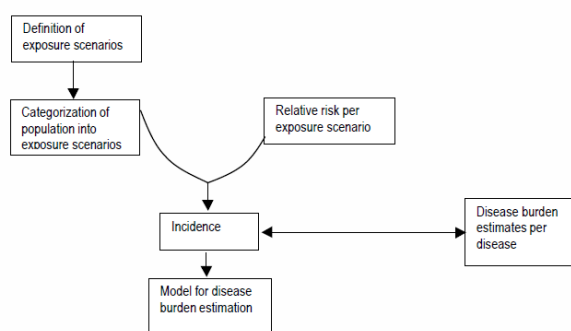 Definition of
exposure scenarios
Categorization of
population into
exposure scenarios
Relative risk per
exposure scenario
Incidence
Disease burden
estimates per
disease
Model for disease
burden estimation